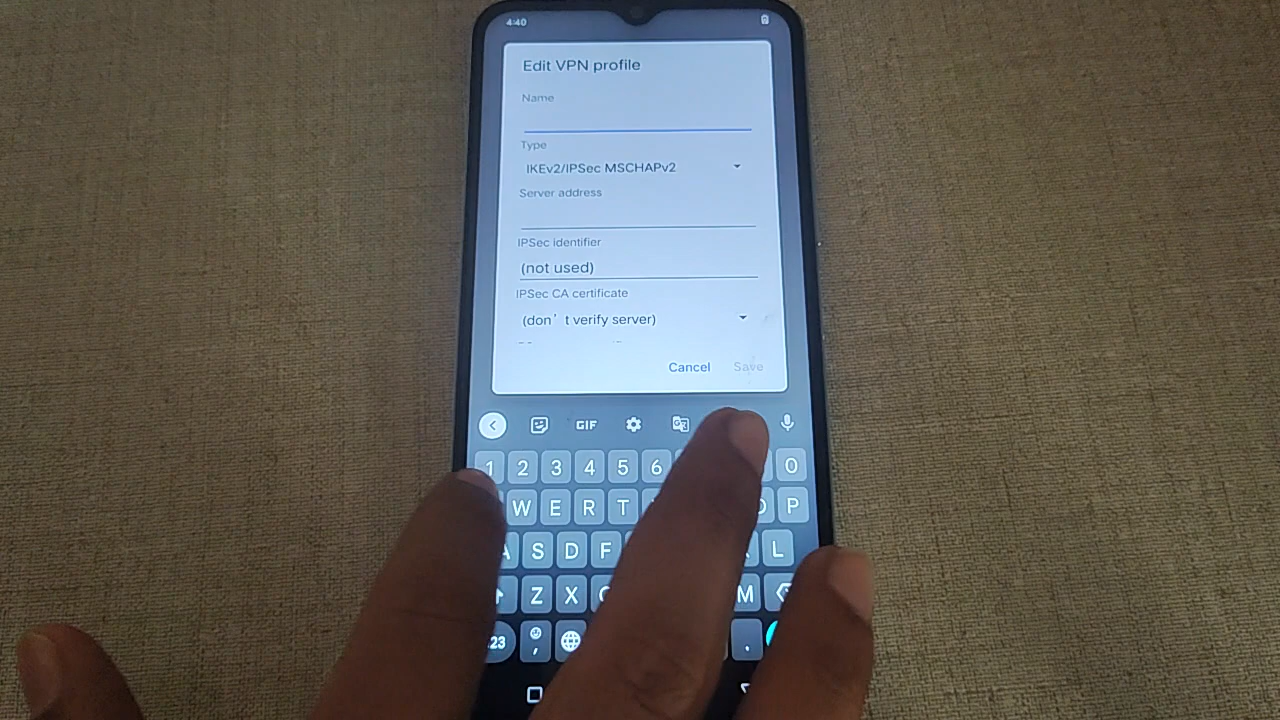 4:40
Edit VPN profile
Name
Type
IKEv2/IPSec MSCHAPv2
Server address
IPSec identifier
(not used)
IPSec CA certificate
(don't verify server)
Cancel Save
GIF
1 2 3 4 5 6 0
W E R T P
A S D F L
Z X C M
23 , .